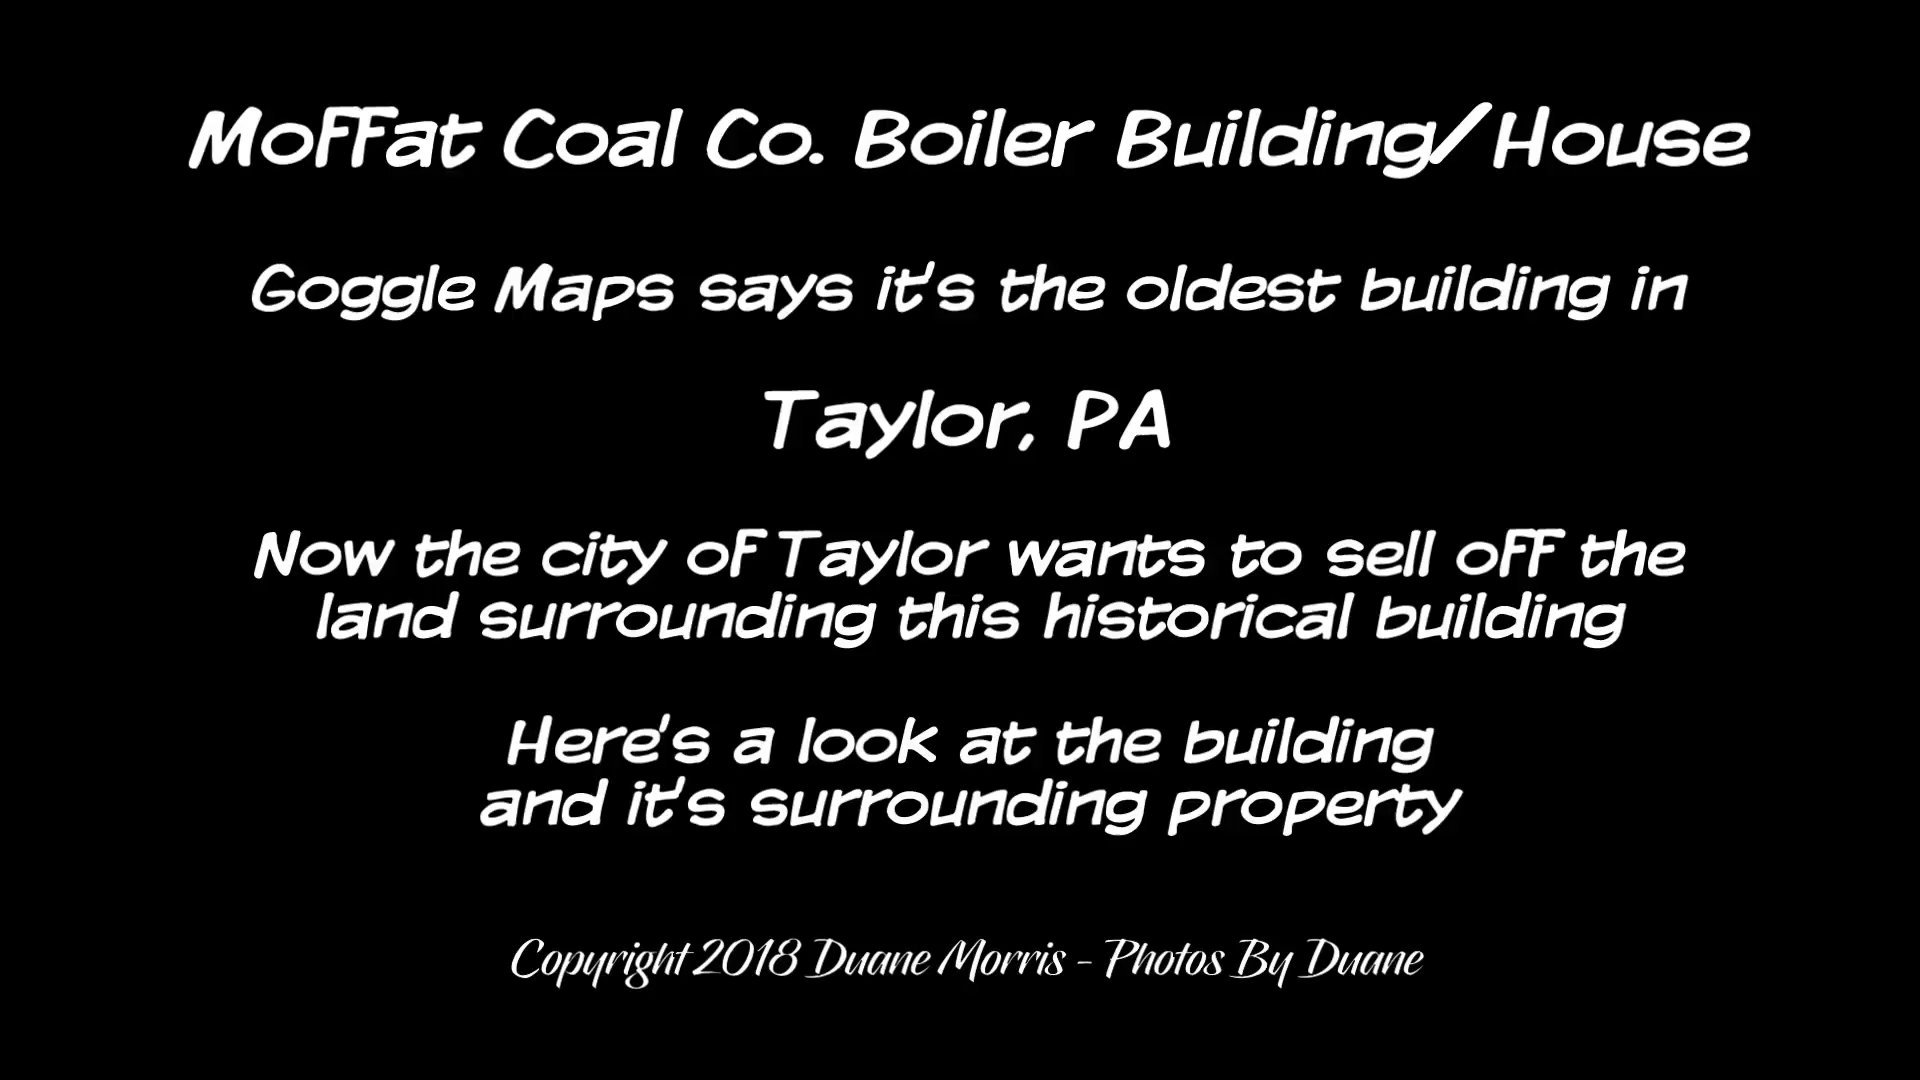 Moffat Coal Co. Boiler Building/House
Goggle Maps says it's the oldest building in
Taylor, PA
Now the city of Taylor wants to sell off the
land surrounding this historical building
Here's a look at the building
and it's surrounding property
Copyright 2018 Duane Morris - Photos By Duane